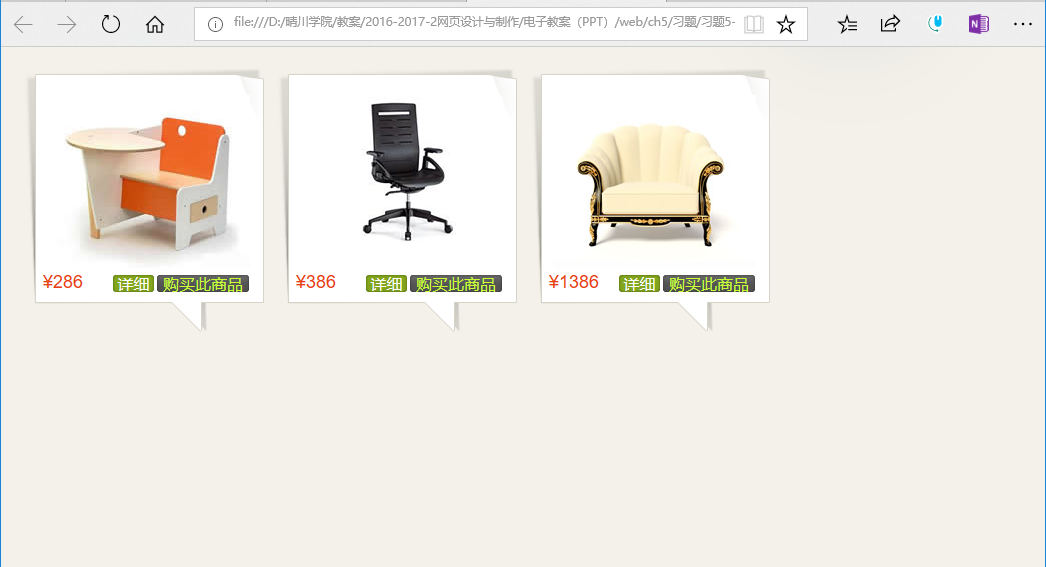 file:///D:/晴川学院/教案/2016-2017-2网页设计与制作/电子教案（PPT）/web/ch5/习题/习题5-
N
¥286 详细 购买此商品
¥386 详细 购买此商品
¥1386 详细 购买此商品